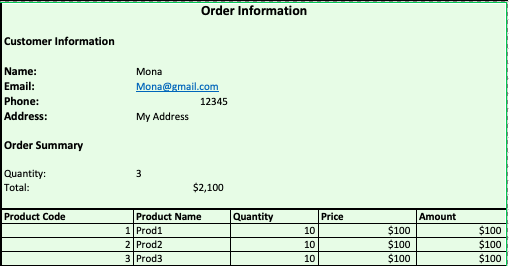 Order Information
Customer Information
Name: Mona
Email: Mona@gmail.com
Phone: 12345
Address: My Address
Order Summary
Quantity: 3
Total: $2,100
Product Code Product Name Quantity Price Amount
1 Prod1 10 $100 $100
2 Prod2 10 $100 $100
3 Prod3 10 $100 $100